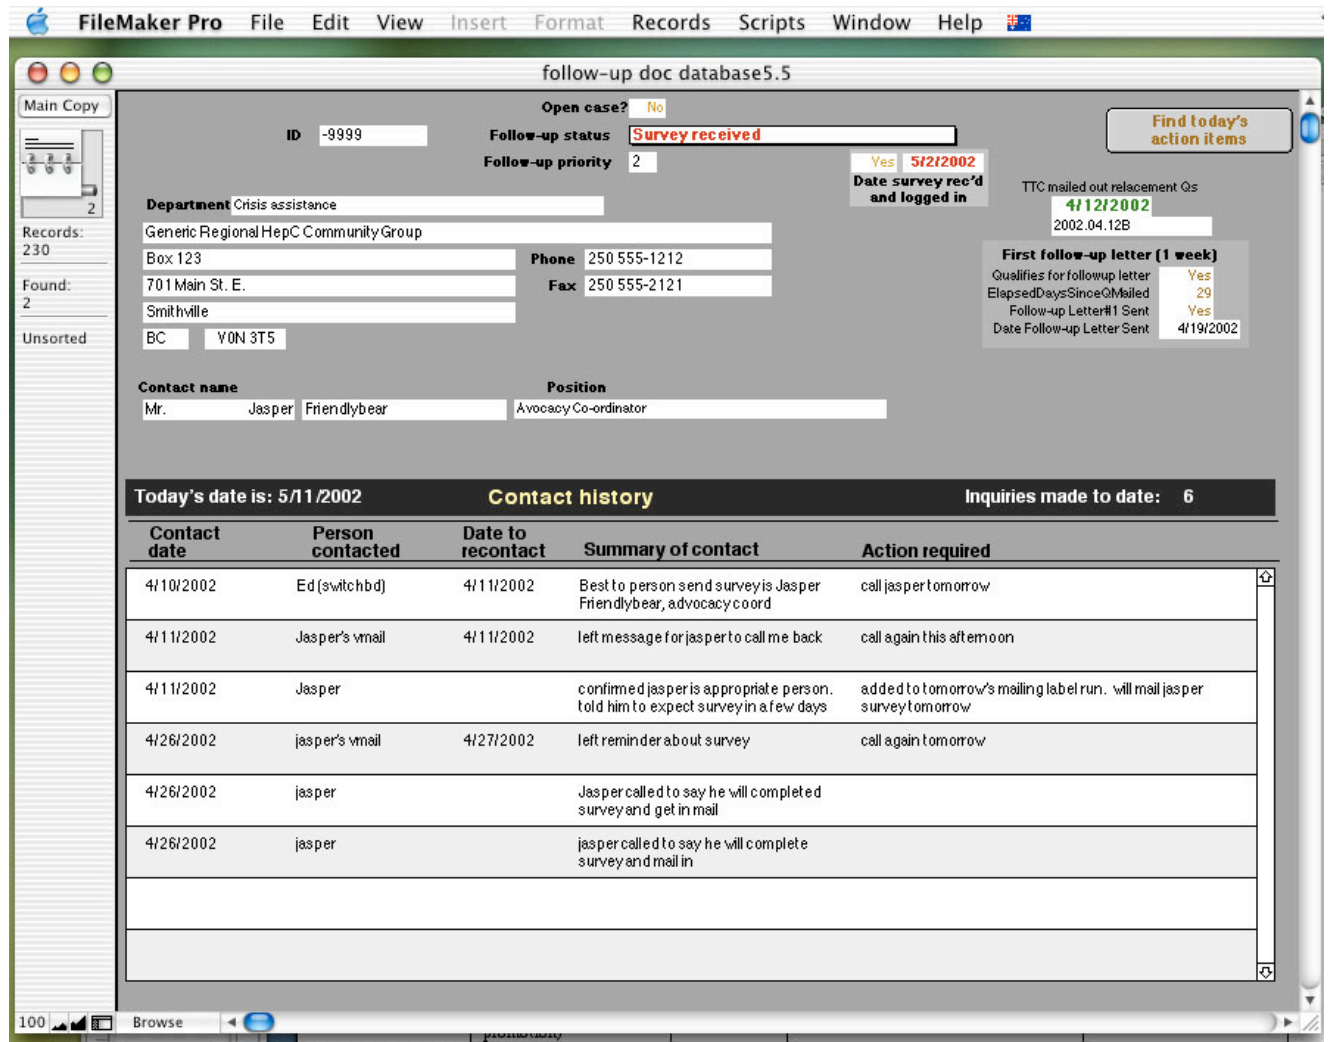 FileMaker Pro File Edit View Insert Format Records Scripts Window Help
follow-up doc database5.5
Main Copy
2
Records:
230
Found:
2
Unsorted
Open case? No
ID -9999
Follow-up status Survey received
Follow-up priority 2
Yes 5/2/2002
Date survey rec'd
and logged in
Find today's
action items
TTC mailed out relacement Qs
4/12/2002
2002.04.12B
First follow-up letter (1 week)
Qualifies for followup letter Yes
ElapsedDaysSinceQMailed 29
Follow-up Letter#1 Sent Yes
Date Follow-up Letter Sent 4/19/2002
Department Crisis assistance
Generic Regional HepC Community Group
Box 123
Phone 250 555-1212
701 Main St. E.
Fax 250 555-2121
Smithville
BC V0N 3T5
Contact name Position
Mr. Jasper Friendlybear Avocacy Co-ordinator
Today's date is: 5/11/2002 Contact history Inquiries made to date: 6
Contact
date
Person
contacted
Date to
recontact
Summary of contact
Action required
4/10/2002 Ed (switchbd) 4/11/2002 Best to person send survey is Jasper
Friendlybear, advocacy coord
call jasper tomorrow
4/11/2002 Jasper's vmail 4/11/2002 left message for jasper to call me back call again this afternoon
4/11/2002 Jasper confirmed jasper is appropriate person.
told him to expect survey in a few days
added to tomorrow's mailing label run. will mail jasper
survey tomorrow
4/26/2002 jasper's vmail 4/27/2002 left reminder about survey call again tomorrow
4/26/2002 jasper Jasper called to say he will completed
survey and get in mail
4/26/2002 jasper jasper called to say he will complete
survey and mail in
100 Browse